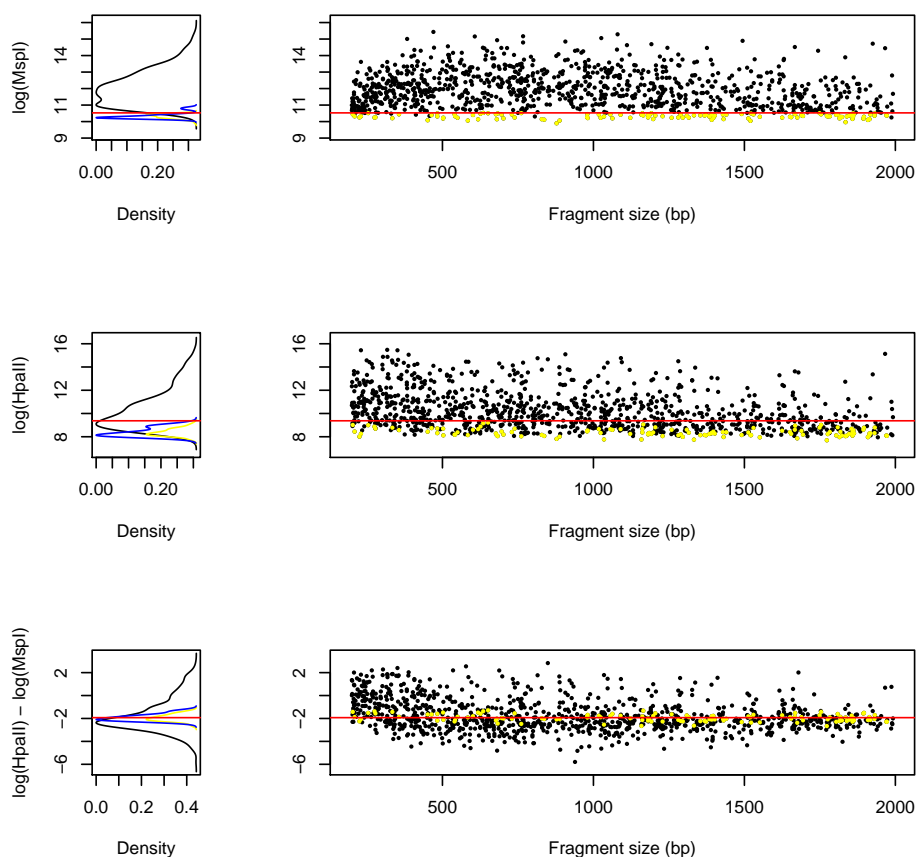 log(MspI)
9 11 14
0.00 0.20
Density
500 1000 1500 2000
Fragment size (bp)
log(HpaII)
8 12 16
0.00 0.20
Density
8 12 16
500 1000 1500 2000
Fragment size (bp)
log(HpaII) − log(MspI)
−6 −2 2
0.0 0.2 0.4
Density
−6 −2 2
500 1000 1500 2000
Fragment size (bp)
9 11 14